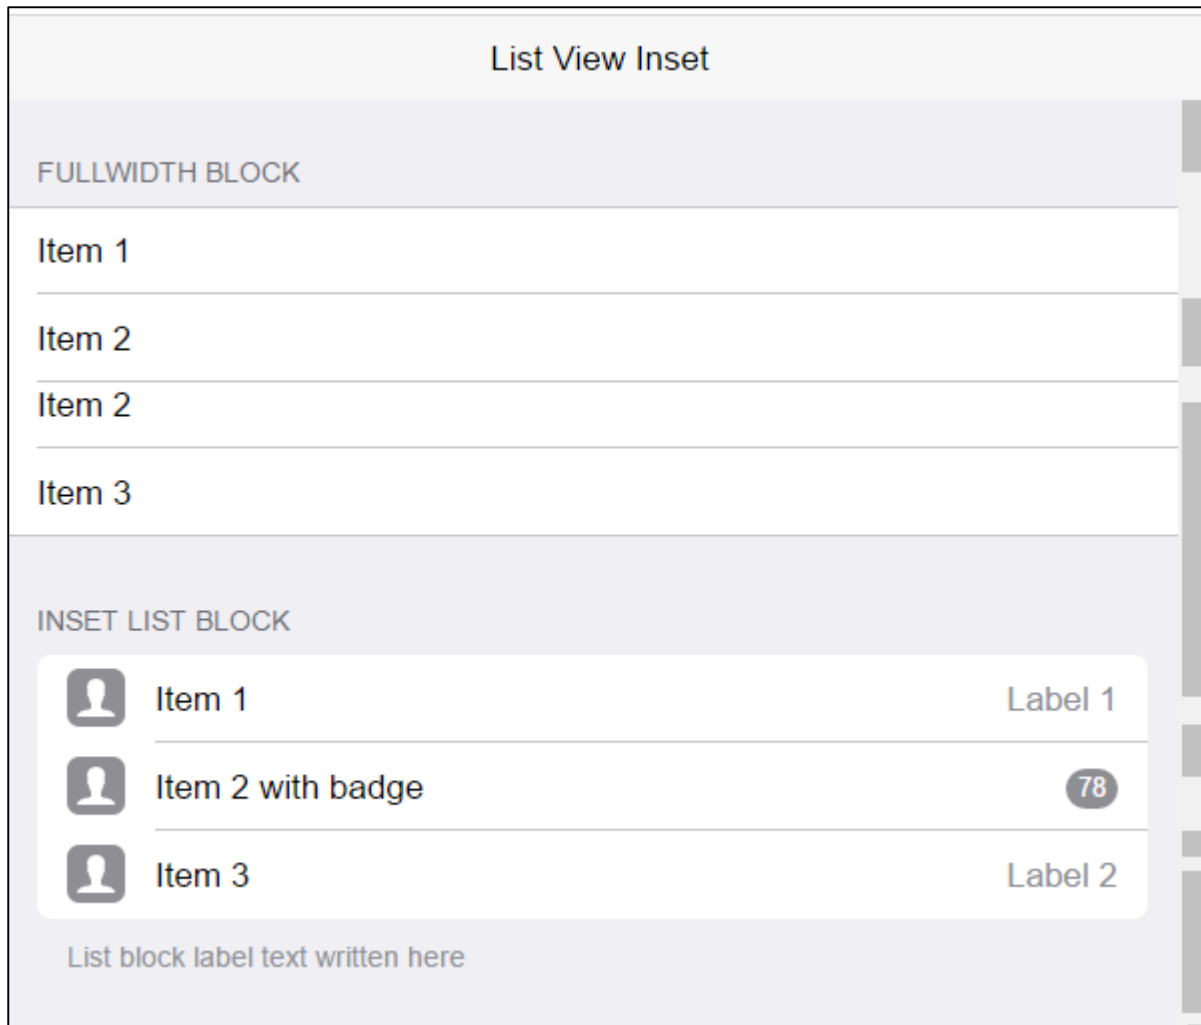 List View Inset
FULLWIDTH BLOCK
Item 1
Item 2
Item 2
Item 3
INSET LIST BLOCK
Item 1 Label 1
Item 2 with badge 78
Item 3 Label 2
List block label text written here